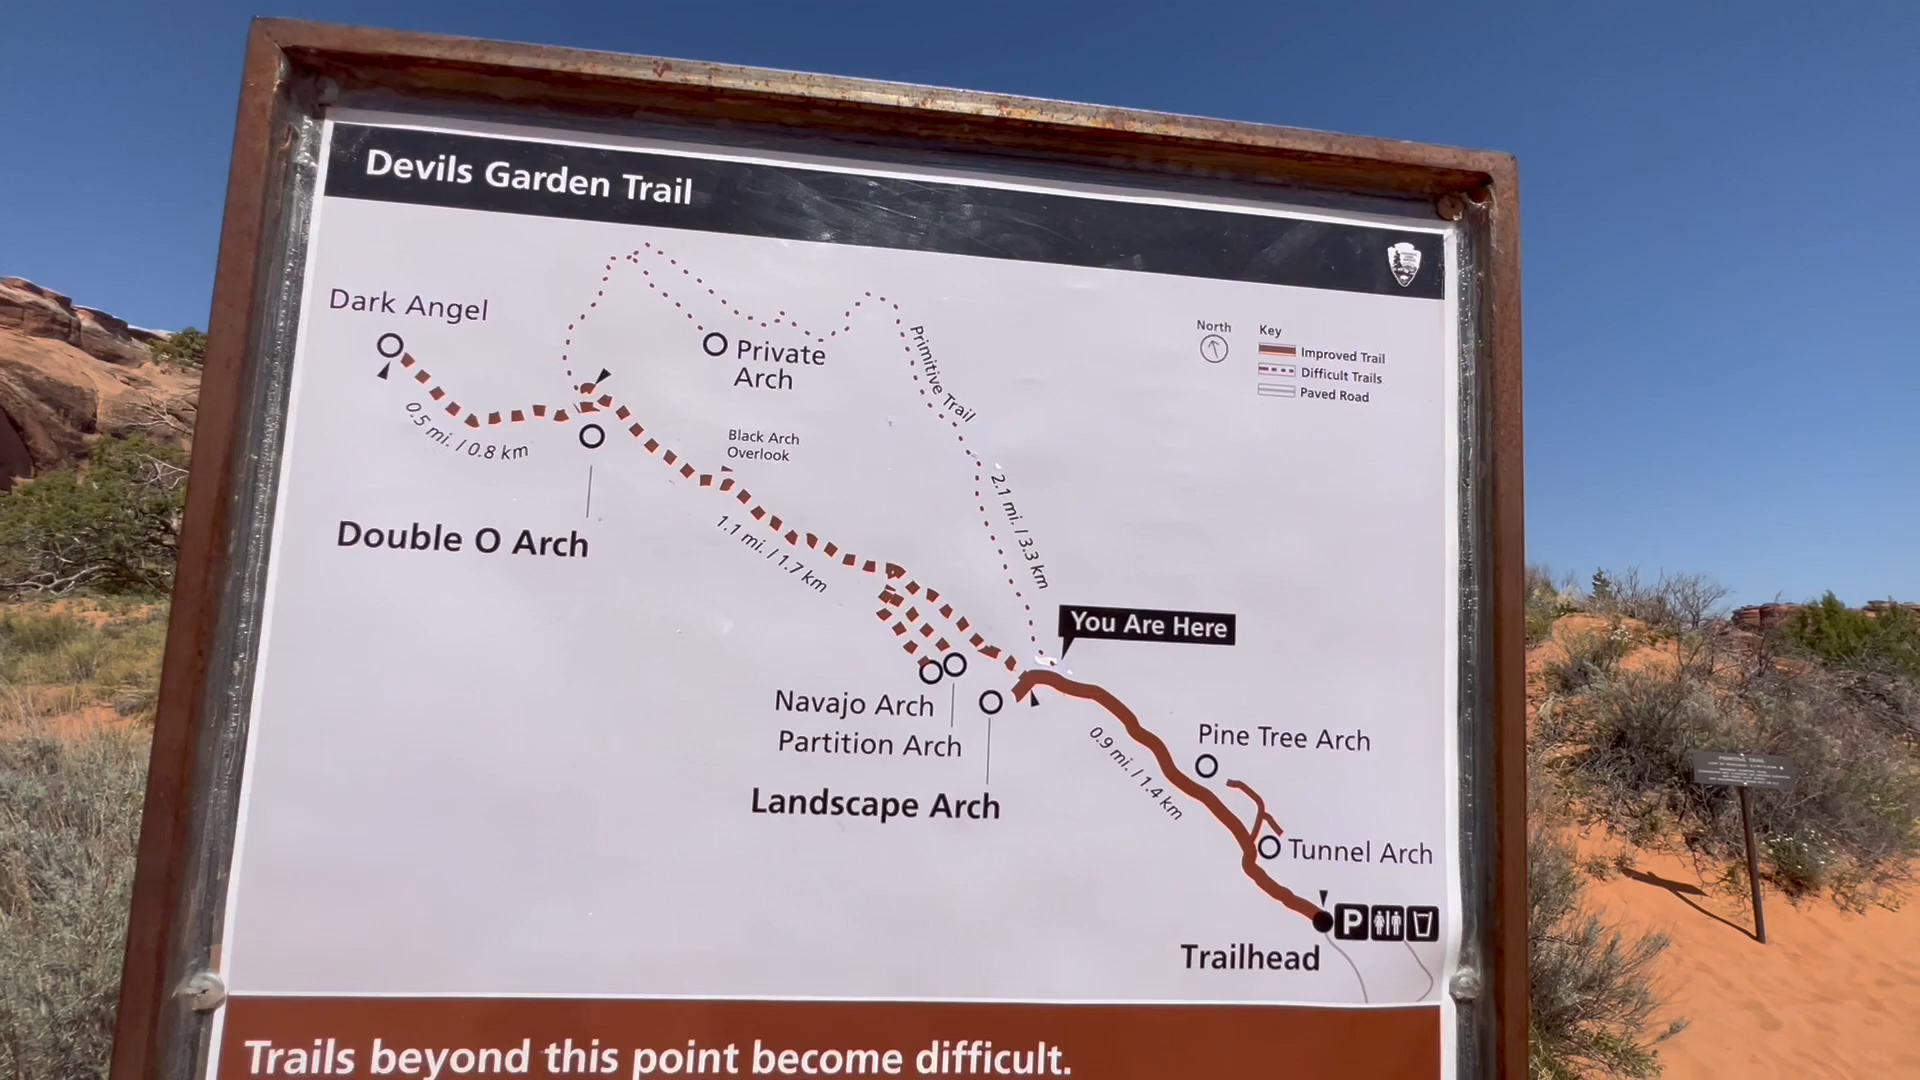 Devils Garden Trail
Dark Angel
0.5 mi. / 0.8 km
Private
Arch
Primitive Trail
2.1 mi. / 3.3 km
North
Key
Improved Trail
Difficult Trails
Paved Road
Black Arch
Overlook
Double O Arch
1.1 mi. / 1.7 km
You Are Here
Navajo Arch
Partition Arch
Landscape Arch
0.9 mi. / 1.4 km
Pine Tree Arch
Tunnel Arch
P
Trailhead
Trails beyond this point become difficult.
PRIMITIVE TRAIL